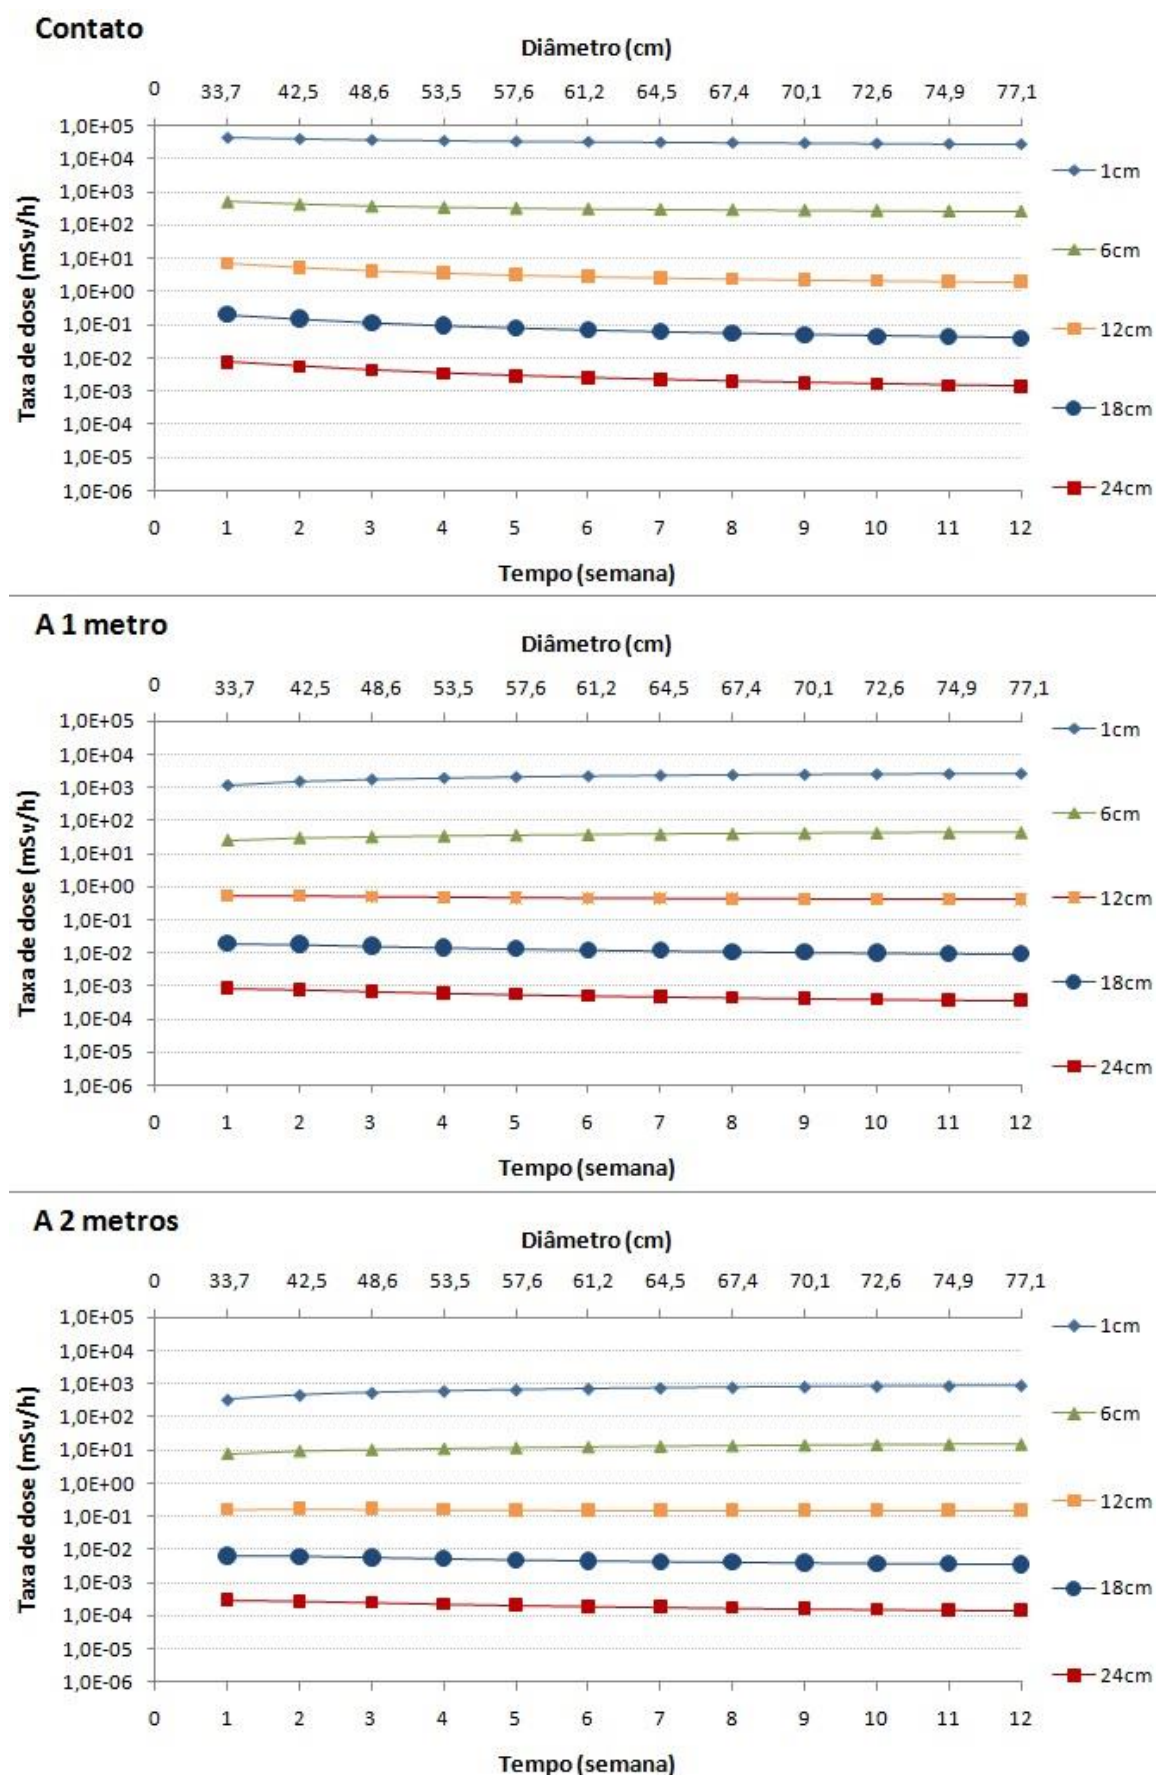 Contato
Diâmetro (cm)
0 33,7 42,5 48,6 53,5 57,6 61,2 64,5 67,4 70,1 72,6 74,9 77,1
Taxa de dose (mSv/h)
1,0E+05
1,0E+04
1,0E+03
1,0E+02
1,0E+01
1,0E+00
1,0E-01
1,0E-02
1,0E-03
1,0E-04
1,0E-05
1,0E-06
0 1 2 3 4 5 6 7 8 9 10 11 12
Tempo (semana)
1cm
6cm
12cm
18cm
24cm
A 1 metro
Diâmetro (cm)
0 33,7 42,5 48,6 53,5 57,6 61,2 64,5 67,4 70,1 72,6 74,9 77,1
Taxa de dose (mSv/h)
1,0E+05
1,0E+04
1,0E+03
1,0E+02
1,0E+01
1,0E+00
1,0E-01
1,0E-02
1,0E-03
1,0E-04
1,0E-05
1,0E-06
0 1 2 3 4 5 6 7 8 9 10 11 12
Tempo (semana)
1cm
6cm
12cm
18cm
24cm
A 2 metros
Diâmetro (cm)
0 33,7 42,5 48,6 53,5 57,6 61,2 64,5 67,4 70,1 72,6 74,9 77,1
Taxa de dose (mSv/h)
1,0E+05
1,0E+04
1,0E+03
1,0E+02
1,0E+01
1,0E+00
1,0E-01
1,0E-02
1,0E-03
1,0E-04
1,0E-05
1,0E-06
0 1 2 3 4 5 6 7 8 9 10 11 12
Tempo (semana)
1cm
6cm
12cm
18cm
24cm